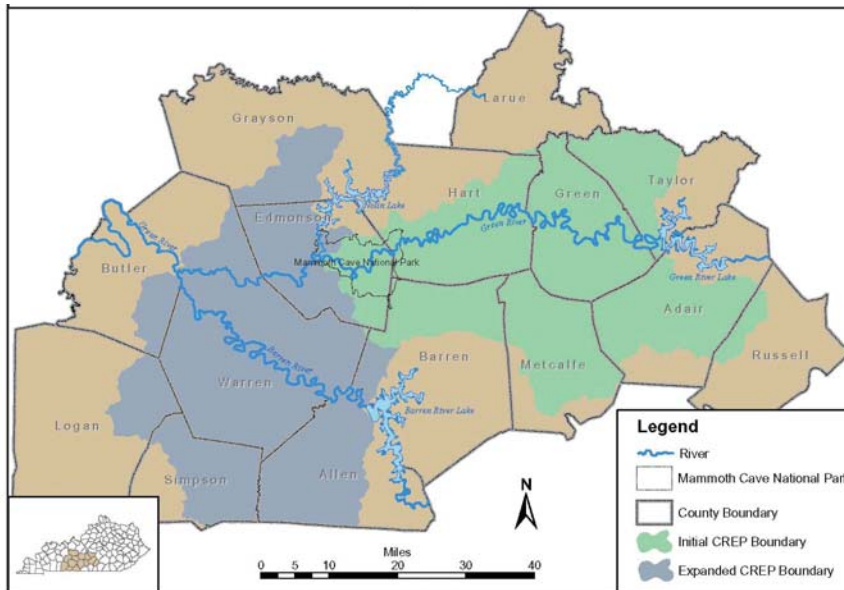 Larue
Grayson
Hart
Green
Taylor
Nolin Lake
Edmonson
Green River
Green River
Mammoth Cave National Park
Butler
Green River Lake
Adair
Barren
Russell
Metcalfe
Barren River
Warren
Barren River Lake
Logan
Allen
Simpson
N
Miles
0 5 10 20 30 40
Legend
River
Mammoth Cave National Park
County Boundary
Initial CREP Boundary
Expanded CREP Boundary